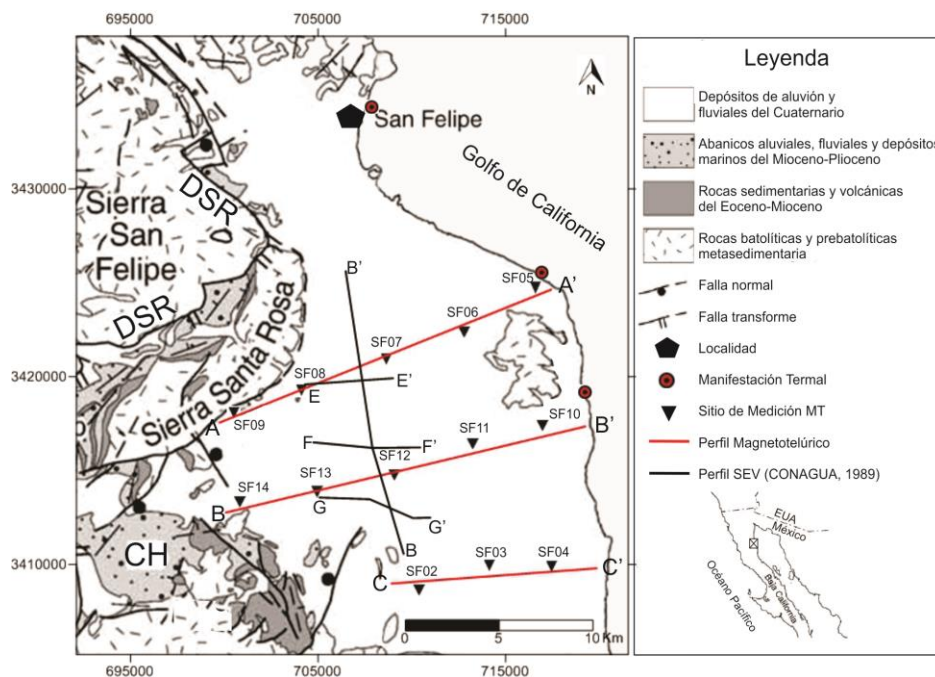 695000
705000
715000
3430000
3420000
3410000
N
San Felipe
Golfo de California
DSR
Sierra
San
Felipe
DSR
Sierra Santa Rosa
B'
SF05
A'
SF06
SF07
SF08
E
E'
A
SF09
SF10
B'
SF11
F
F'
SF12
SF13
SF14
B
G
G'
B
CH
C
SF02
SF03
SF04
C'
0
5
10 Km
695000
705000
715000
Leyenda
Depósitos de aluvión y
fluviales del Cuaternario
Abanicos aluviales, fluviales y depósitos
marinos del Mioceno-Plioceno
Rocas sedimentarias y volcánicas
del Eoceno-Mioceno
Rocas batolíticas y prebatolíticas
metasedimentaria
Falla normal
Falla transforme
Localidad
Manifestación Termal
Sitio de Medición MT
Perfil Magnetotelúrico
Perfil SEV (CONAGUA, 1989)
EUA
México
Océano Pacífico
Baja California